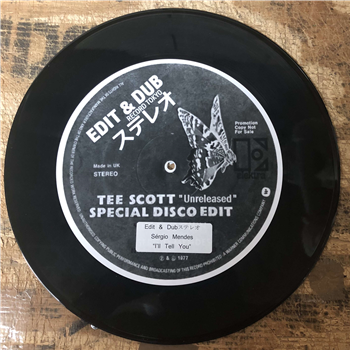 EDIT & DUB
RECORD TOKYO
ステレオ
Promotion
Copy Not
For Sale
Made in UK
STEREO
TEE SCOTT "Unreleased"
SPECIAL DISCO EDIT
Edit & Dubステレオ
Sérgio Mendes
"I'll Tell You"
℗ & © 1977